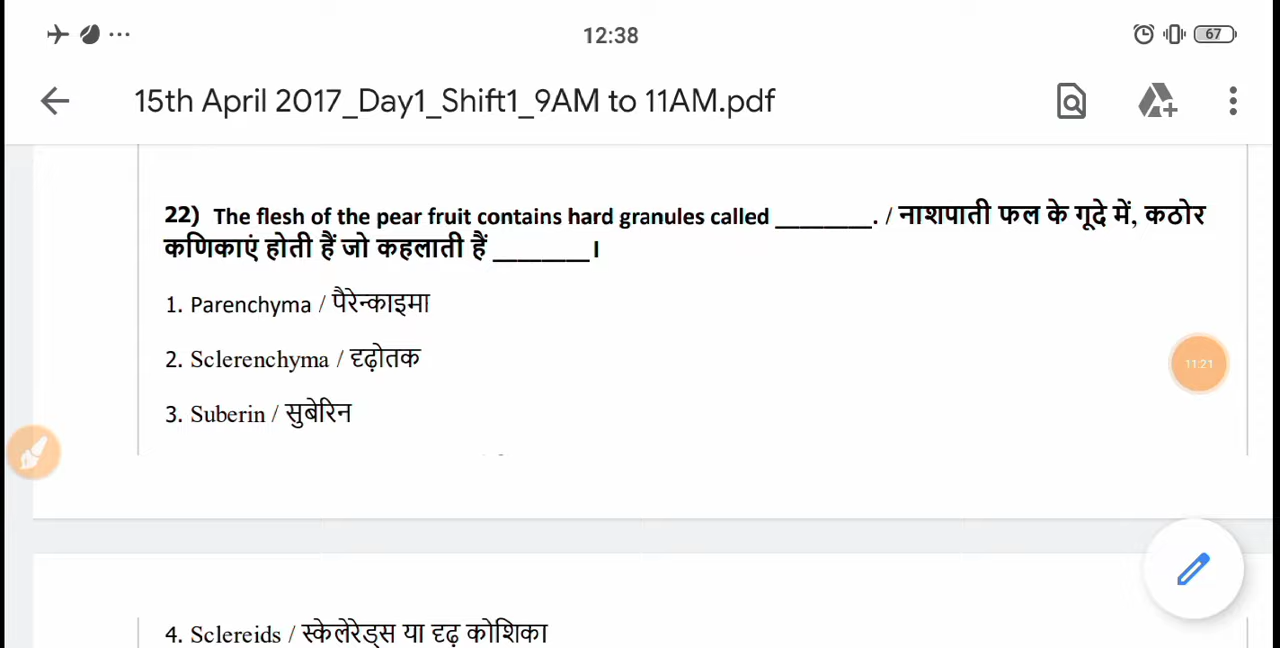 12:38
67
15th April 2017_Day1_Shift1_9AM to 11AM.pdf
22) The flesh of the pear fruit contains hard granules called ________. / नाशपाती फल के गूदे में, कठोर
कणिकाएं होती हैं जो कहलाती हैं ________।
1. Parenchyma / पैरेन्काइमा
2. Sclerenchyma / दृढ़ोतक
11:21
3. Suberin / सुबेरिन
4. Sclereids / स्केलेरेड्स या दृढ़ कोशिका